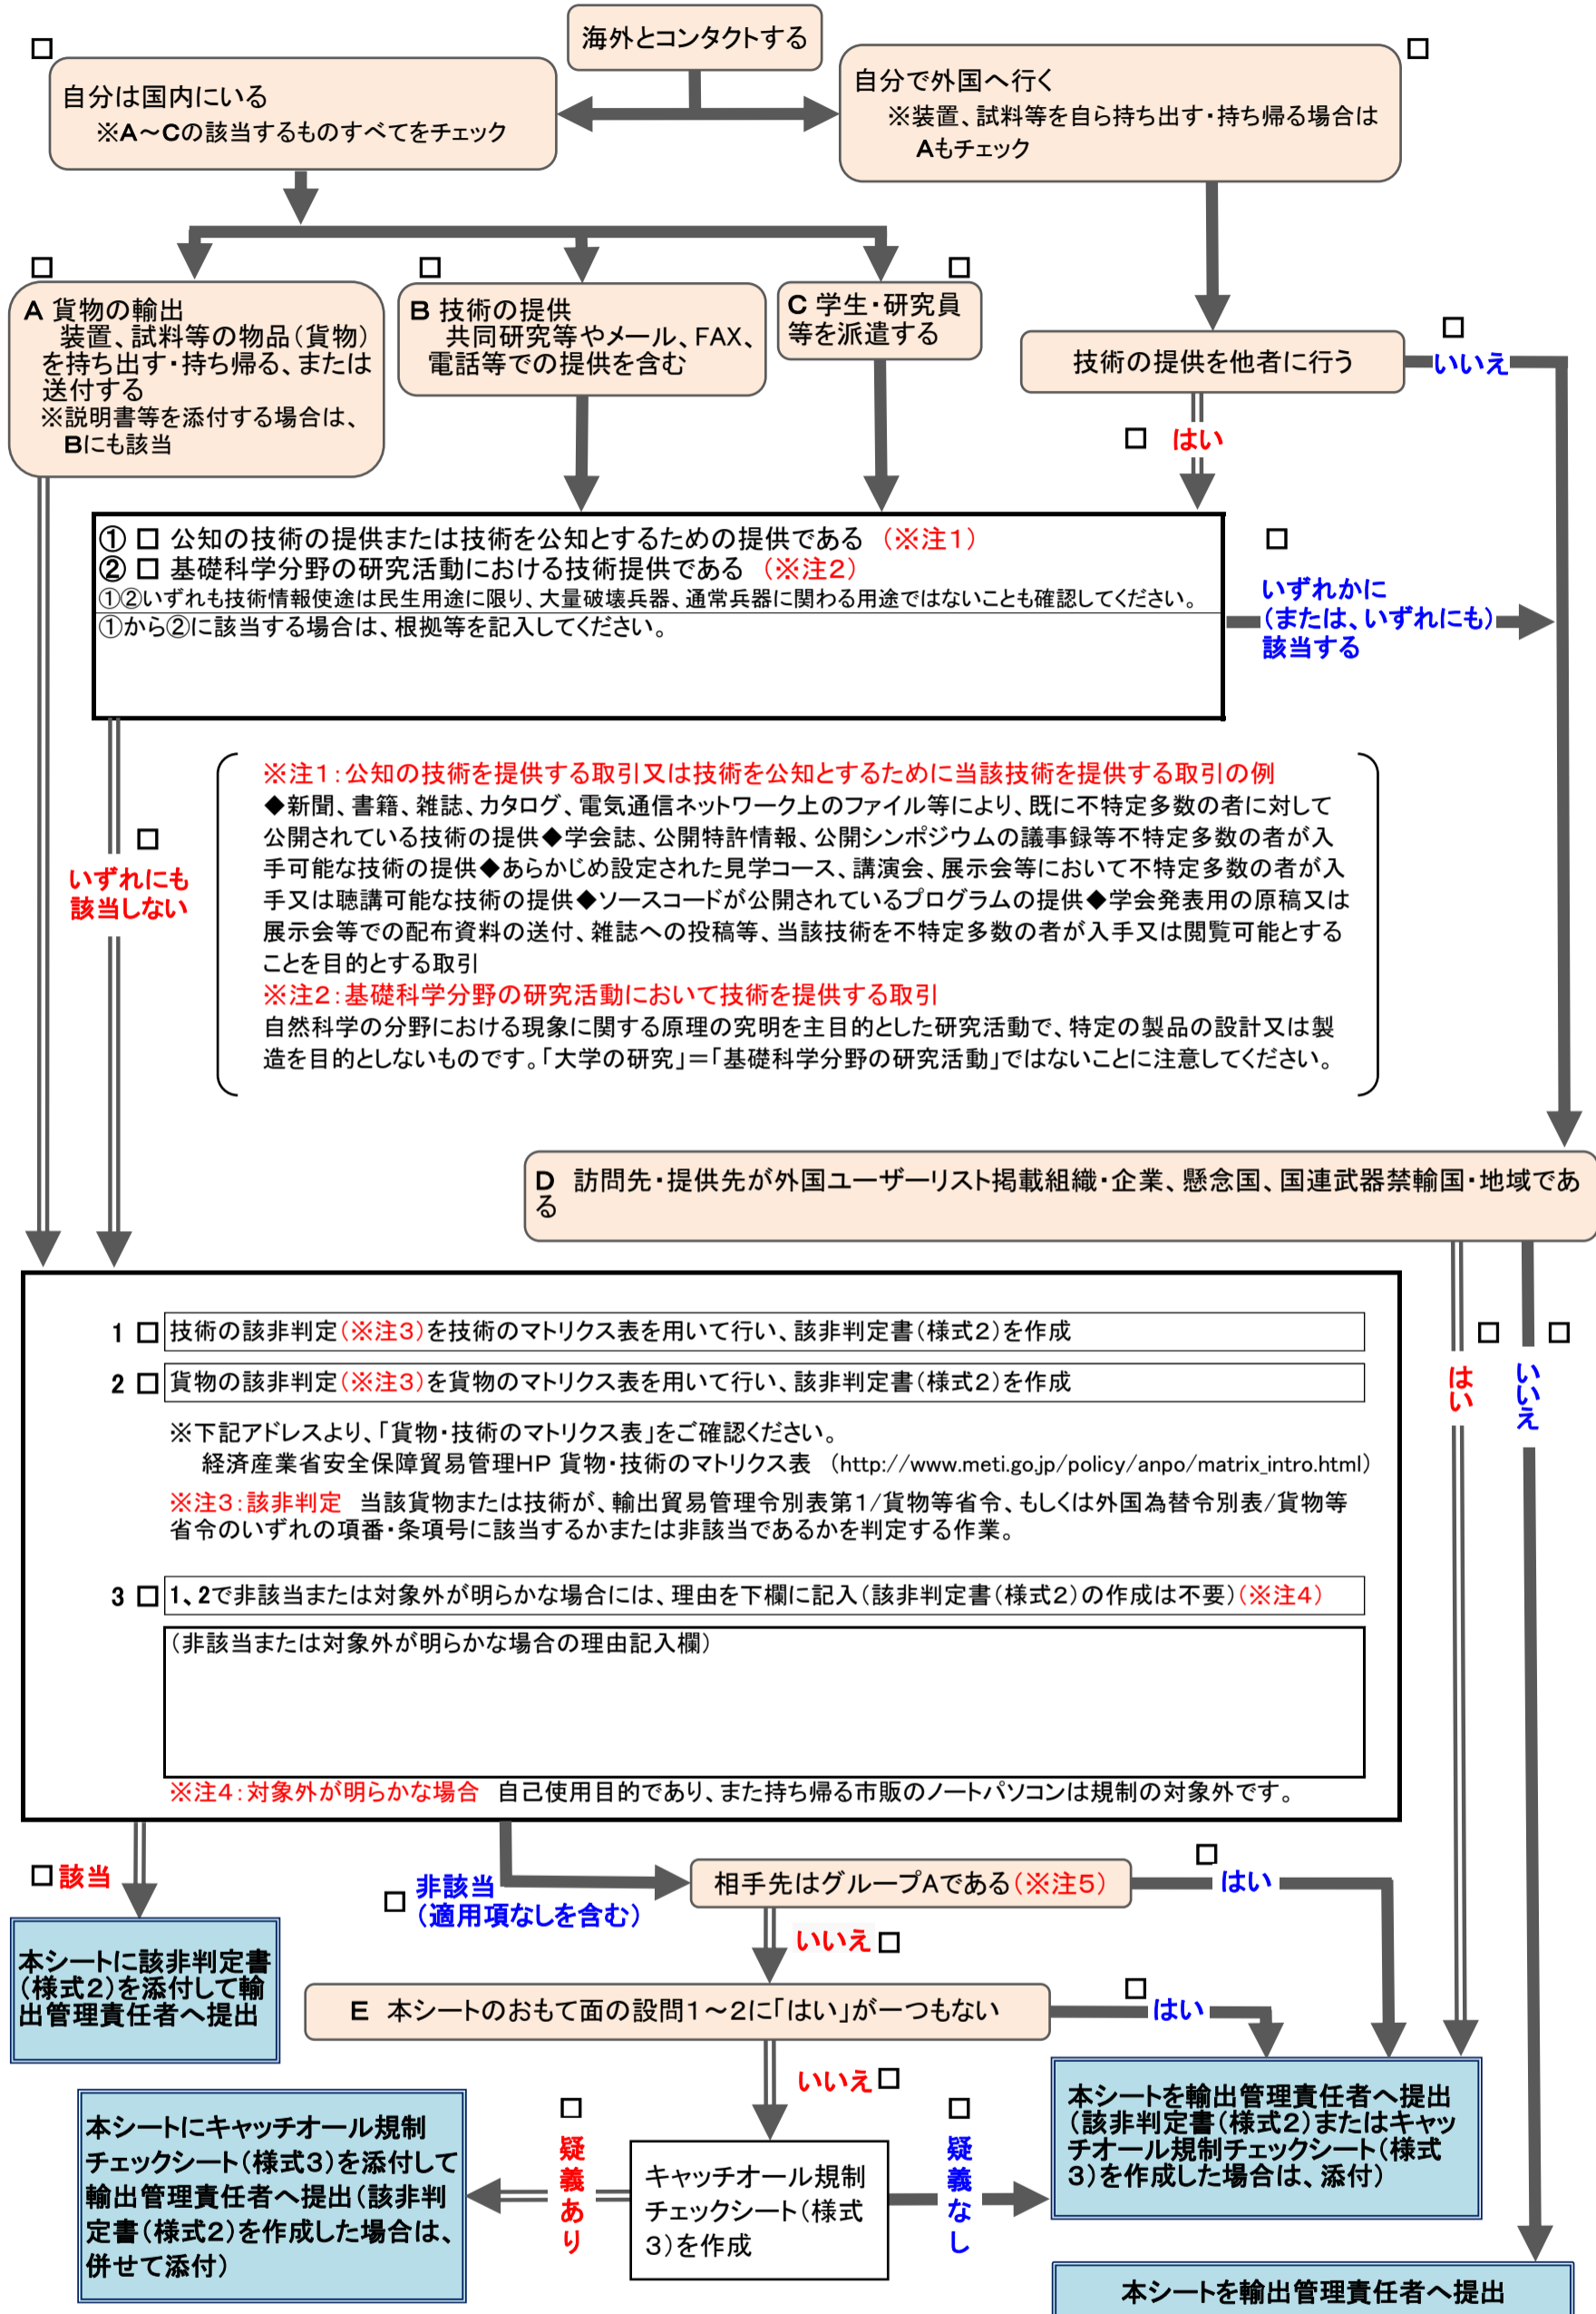 海外とコンタクトする
□
自分は国内にいる
※A～Cの該当するものすべてをチェック
□
自分で外国へ行く
※装置、試料等を自ら持ち出す・持ち帰る場合は
Aもチェック
□
A 貨物の輸出
装置、試料等の物品（貨物）
を持ち出す・持ち帰る、または
送付する
※説明書等を添付する場合は、
Bにも該当
□
B 技術の提供
共同研究等やメール、FAX、
電話等での提供を含む
□
C 学生・研究員
等を派遣する
技術の提供を他者に行う
□
いいえ
□ はい
① □ 公知の技術の提供または技術を公知とするための提供である （※注1）
② □ 基礎科学分野の研究活動における技術提供である （※注2）
①②いずれも技術情報使途は民生用途に限り、大量破壊兵器、通常兵器に関わる用途ではないことも確認してください。
①から②に該当する場合は、根拠等を記入してください。
□
いずれかに
（または、いずれにも）
該当する
□
いずれにも
該当しない
※注1：公知の技術を提供する取引又は技術を公知とするために当該技術を提供する取引の例
◆新聞、書籍、雑誌、カタログ、電気通信ネットワーク上のファイル等により、既に不特定多数の者に対して
公開されている技術の提供◆学会誌、公開特許情報、公開シンポジウムの議事録等不特定多数の者が入
手可能な技術の提供◆あらかじめ設定された見学コース、講演会、展示会等において不特定多数の者が入
手又は聴講可能な技術の提供◆ソースコードが公開されているプログラムの提供◆学会発表用の原稿又は
展示会等での配布資料の送付、雑誌への投稿等、当該技術を不特定多数の者が入手又は閲覧可能とする
ことを目的とする取引
※注2：基礎科学分野の研究活動において技術を提供する取引
自然科学の分野における現象に関する原理の究明を主目的とした研究活動で、特定の製品の設計又は製
造を目的としないものです。「大学の研究」＝「基礎科学分野の研究活動」ではないことに注意してください。
D 訪問先・提供先が外国ユーザーリスト掲載組織・企業、懸念国、国連武器禁輸国・地域であ
る
1 □ 技術の該非判定（※注3）を技術のマトリクス表を用いて行い、該非判定書（様式2）を作成
2 □ 貨物の該非判定（※注3）を貨物のマトリクス表を用いて行い、該非判定書（様式2）を作成
※下記アドレスより、「貨物・技術のマトリクス表」をご確認ください。
経済産業省安全保障貿易管理HP 貨物・技術のマトリクス表 （http://www.meti.go.jp/policy/anpo/matrix_intro.html）
※注3：該非判定 当該貨物または技術が、輸出貿易管理令別表第1/貨物等省令、もしくは外国為替令別表/貨物等
省令のいずれの項番・条項号に該当するかまたは非該当であるかを判定する作業。
3 □ 1、2で非該当または対象外が明らかな場合には、理由を下欄に記入（該非判定書（様式2）の作成は不要）（※注4）
（非該当または対象外が明らかな場合の理由記入欄）
※注4：対象外が明らかな場合 自己使用目的であり、また持ち帰る市販のノートパソコンは規制の対象外です。
□
はい
□
いいえ
□ 該当
□ 非該当
（適用項なしを含む）
相手先はグループAである（※注5）
□
はい
いいえ □
本シートに該非判定書
（様式2）を添付して輸
出管理責任者へ提出
E 本シートのおもて面の設問1～2に「はい」が一つもない
□
はい
いいえ □
本シートにキャッチオール規制
チェックシート（様式3）を添付して
輸出管理責任者へ提出（該非判
定書（様式2）を作成した場合は、
併せて添付）
□
疑義あり
キャッチオール規制
チェックシート（様式
3）を作成
□
疑義なし
本シートを輸出管理責任者へ提出
（該非判定書（様式2）またはキャッ
チオール規制チェックシート（様式
3）を作成した場合は、添付）
本シートを輸出管理責任者へ提出